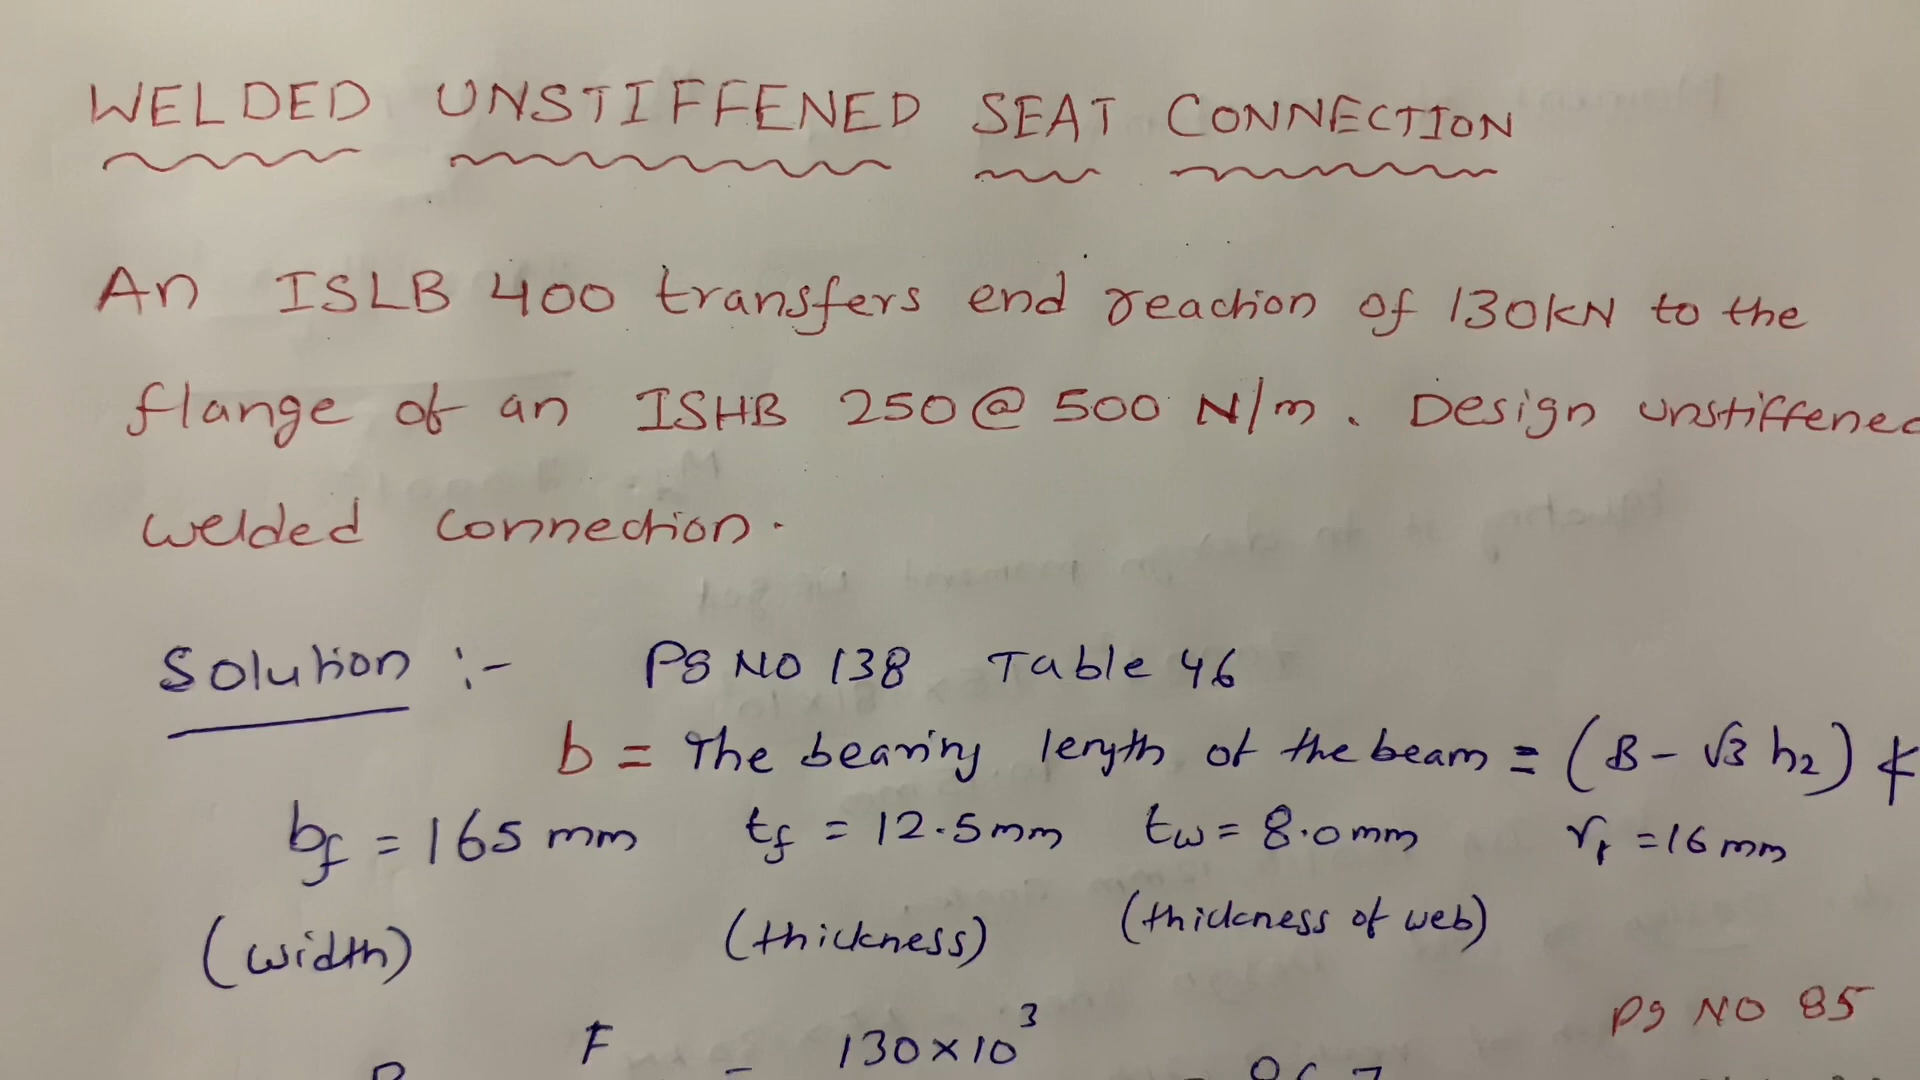 WELDED UNSTIFFENED SEAT CONNECTION
An ISLB 400 transfers end reaction of 130kN to the
flange of an ISHB 250 @ 500 N/m. Design unstiffened
welded connection.
Solution :- Pg NO 138 Table 46
b = The bearing length of the beam = (B - √3 h₂) ≮
bf = 165 mm tf = 12.5mm tw = 8.0mm r₁ = 16 mm
(width) (thickness) (thickness of web)
Pg NO 85
F = 130×10³